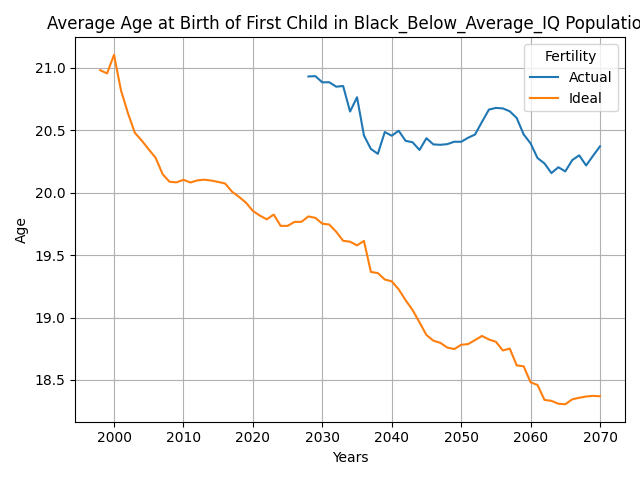 Average Age at Birth of First Child in Black_Below_Average_IQ Populatio
Fertility
Actual
Ideal
21.0
20.5
20.0
19.5
19.0
18.5
Age
2000 2010 2020 2030 2040 2050 2060 2070
Years